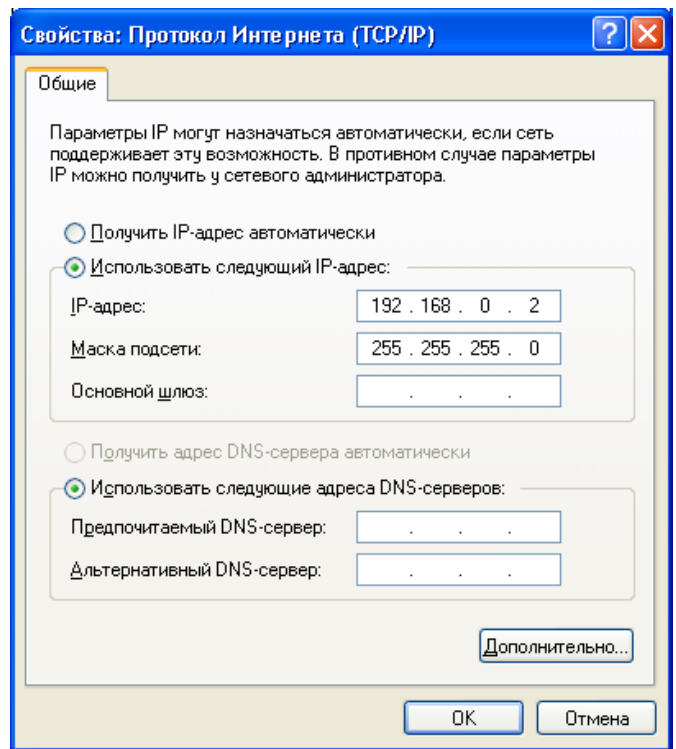 Свойства: Протокол Интернета (TCP/IP)
Общие
Параметры IP могут назначаться автоматически, если сеть
поддерживает эту возможность. В противном случае параметры
IP можно получить у сетевого администратора.
Получить IP-адрес автоматически
Использовать следующий IP-адрес:
IP-адрес: 192 . 168 . 0 . 2
Маска подсети: 255 . 255 . 255 . 0
Основной шлюз: . . .
Получить адрес DNS-сервера автоматически
Использовать следующие адреса DNS-серверов:
Предпочитаемый DNS-сервер: . . .
Альтернативный DNS-сервер: . . .
Дополнительно...
OK Отмена